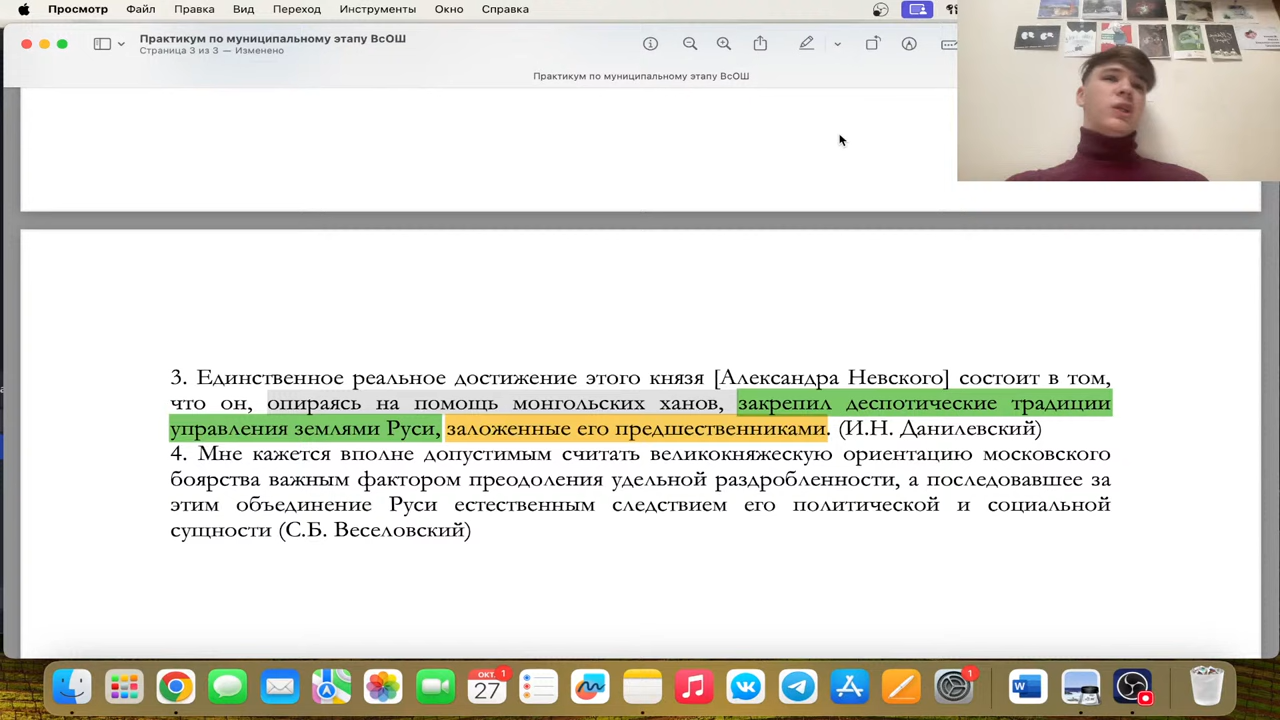 Просмотр Файл Правка Вид Переход Инструменты Окно Справка
Практикум по муниципальному этапу ВсОШ
Страница 3 из 3 — Изменено
Практикум по муниципальному этапу ВсОШ
3. Единственное реальное достижение этого князя [Александра Невского] состоит в том,
что он, опираясь на помощь монгольских ханов, закрепил деспотические традиции
управления землями Руси, заложенные его предшественниками. (И.Н. Данилевский)
4. Мне кажется вполне допустимым считать великокняжескую ориентацию московского
боярства важным фактором преодоления удельной раздробленности, а последовавшее за
этим объединение Руси естественным следствием его политической и социальной
сущности (С.Б. Веселовский)
ОКТ. 1
27
1